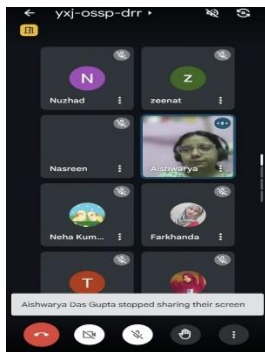 yxj-ossp-drr
N
Nuzhad
z
zeenat
Nasreen
Aishwarya
Neha Kum...
Farkhanda
T
Aishwarya Das Gupta stopped sharing their screen